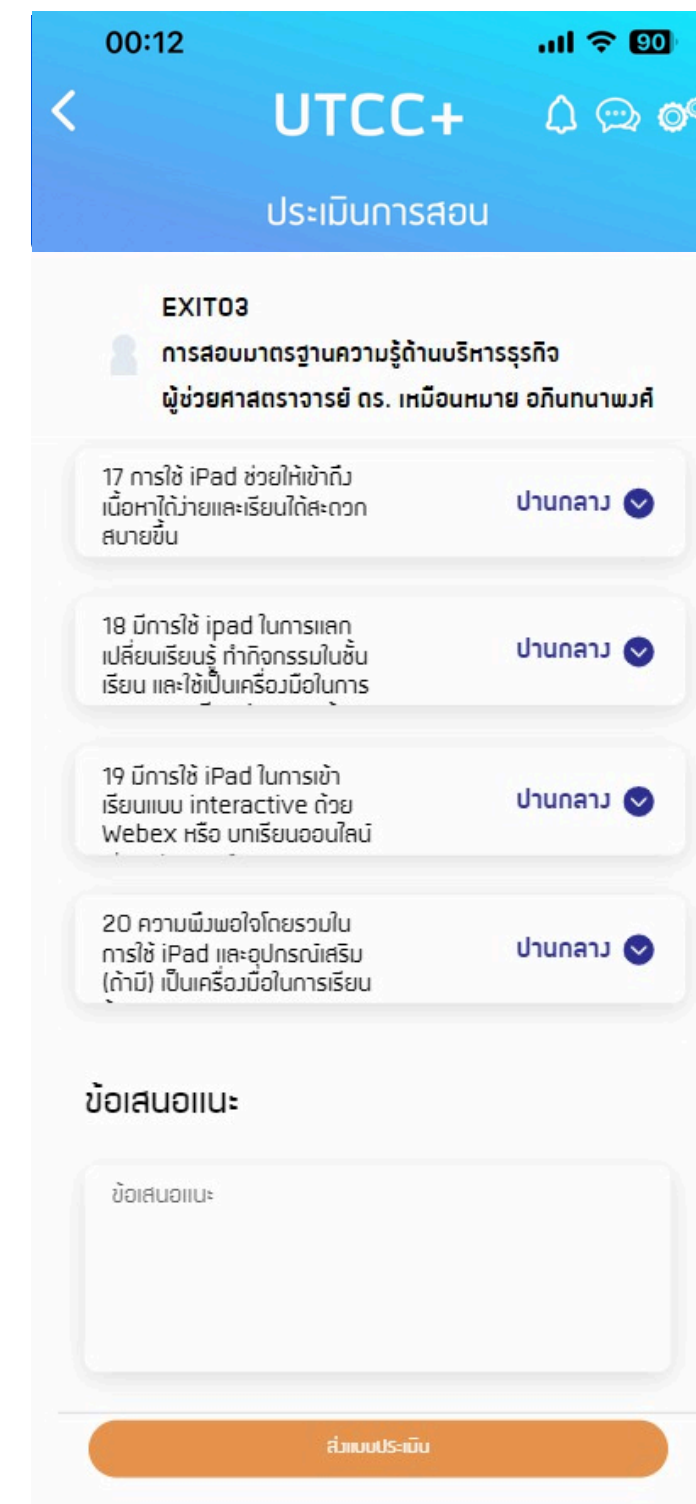 00:12
90
UTCC+
ประเมินการสอน
EXIT03
การสอบมาตรฐานความรู้ด้านบริหารธุรกิจ
ผู้ช่วยศาสตราจารย์ ดร. เหมือนหมาย อภินทนาพงศ์
17 การใช้ iPad ช่วยให้เข้าถึง
เนื้อหาได้ง่ายและเรียนได้สะดวก
สบายขึ้น
ปานกลาง
18 มีการใช้ ipad ในการแลก
เปลี่ยนเรียนรู้ ทำกิจกรรมในชั้น
เรียน และใช้เป็นเครื่องมือในการ
ปานกลาง
19 มีการใช้ iPad ในการเข้า
เรียนแบบ interactive ด้วย
Webex หรือ บทเรียนออนไลน์
ปานกลาง
20 ความพึงพอใจโดยรวมใน
การใช้ iPad และอุปกรณ์เสริม
(ถ้ามี) เป็นเครื่องมือในการเรียน
ปานกลาง
ข้อเสนอแนะ
ข้อเสนอแนะ
ส่งแบบประเมิน